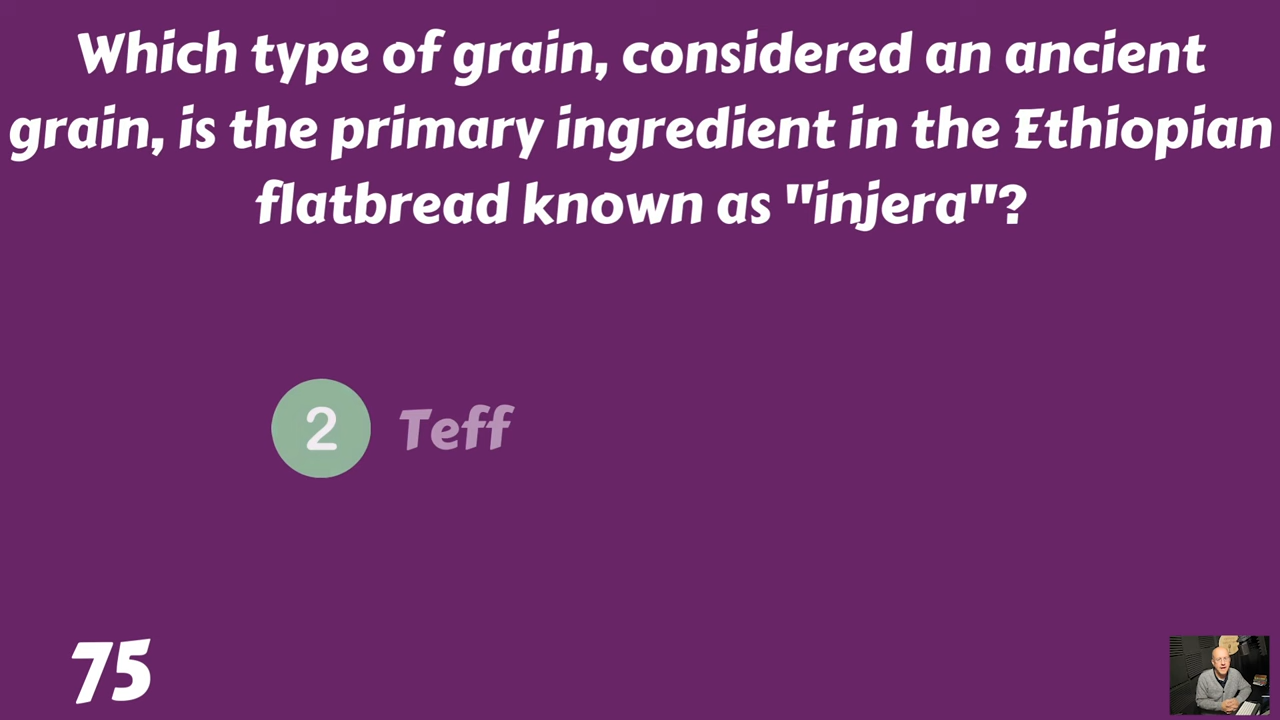 Which type of grain, considered an ancient
grain, is the primary ingredient in the Ethiopian
flatbread known as "injera"?
2 Teff
75